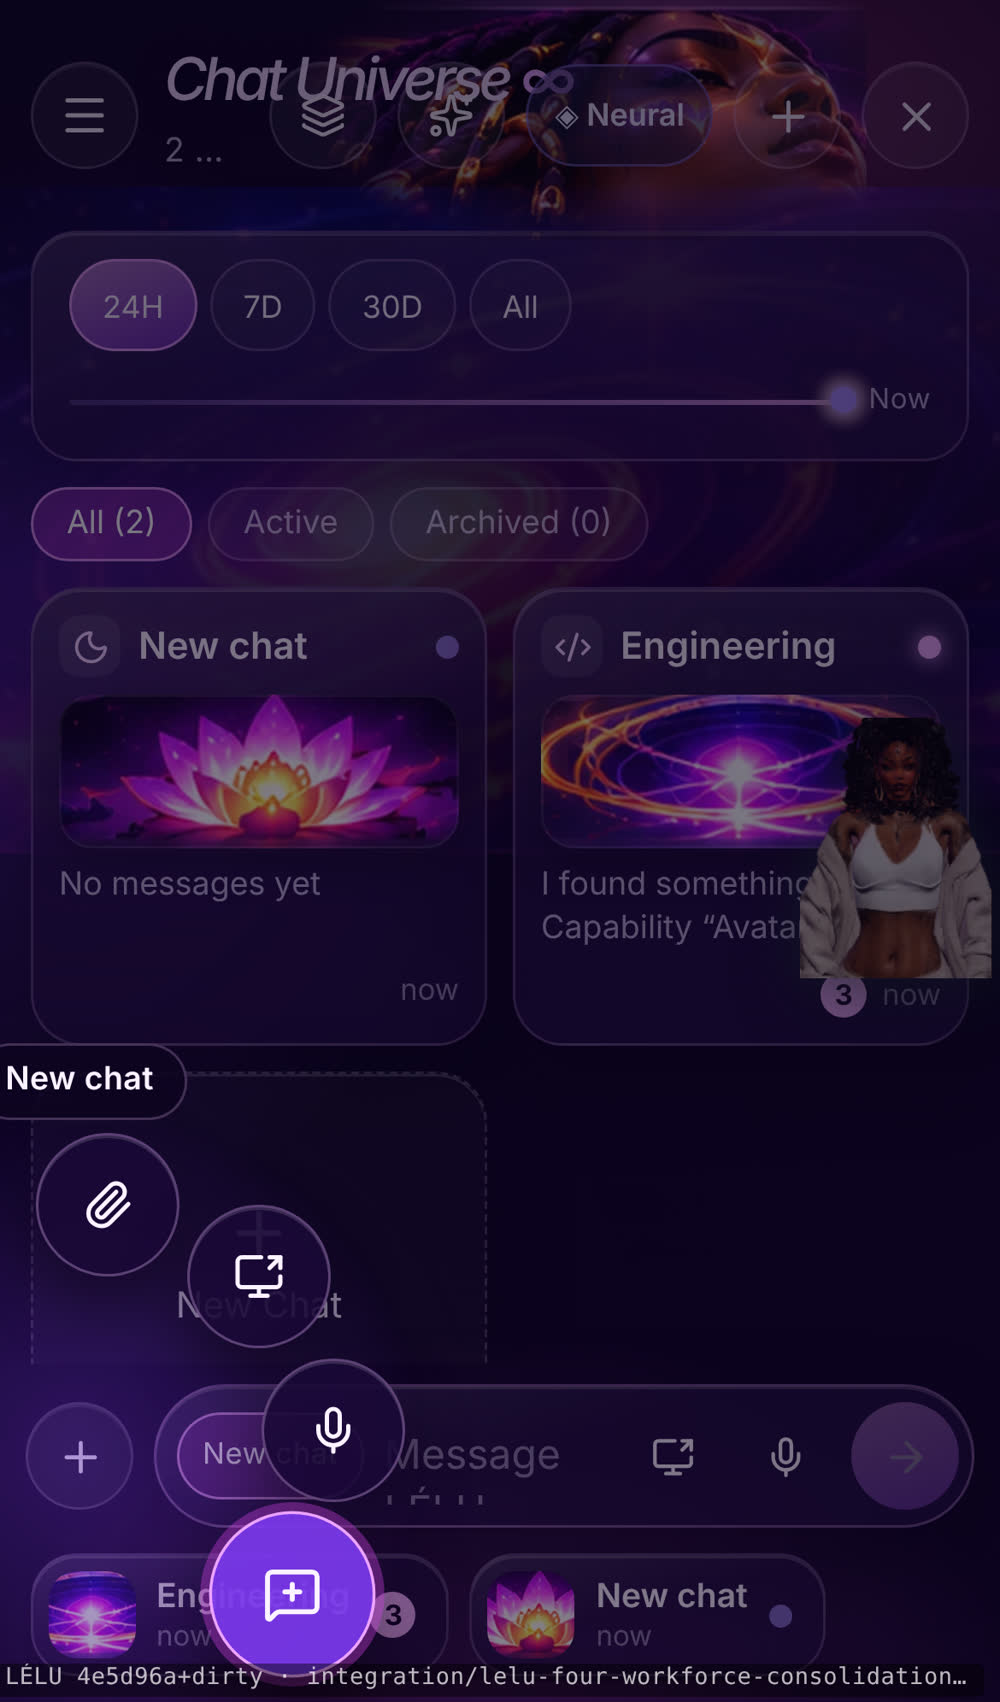 Chat Universe ∞
2 ...
◈ Neural
24H 7D 30D All
Now
All (2) Active Archived (0)
New chat
Engineering
No messages yet
I found something
Capability “Avata
now
3 now
New chat
New Chat
New chat
Message
Engineering
now
3
New chat
now
LÉLU 4e5d96a+dirty · integration/lelu-four-workforce-consolidation…